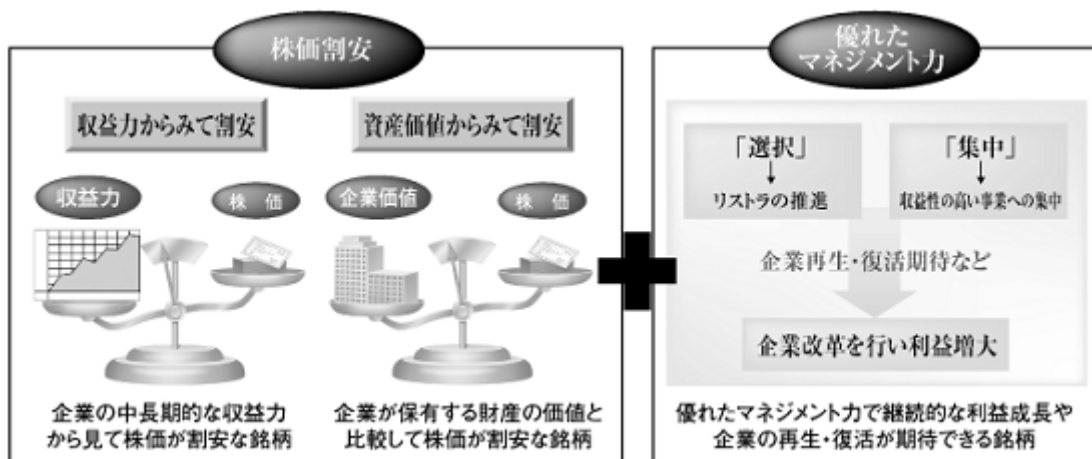 株価割安
収益力からみて割安
資産価値からみて割安
収益力
株 価
企業価値
株 価
企業の中長期的な収益力
から見て株価が割安な銘柄
企業が保有する財産の価値と
比較して株価が割安な銘柄
優れた
マネジメント力
「選択」
リストラの推進
「集中」
収益性の高い事業への集中
企業再生・復活期待など
企業改革を行い利益増大
優れたマネジメント力で継続的な利益成長や
企業の再生・復活が期待できる銘柄